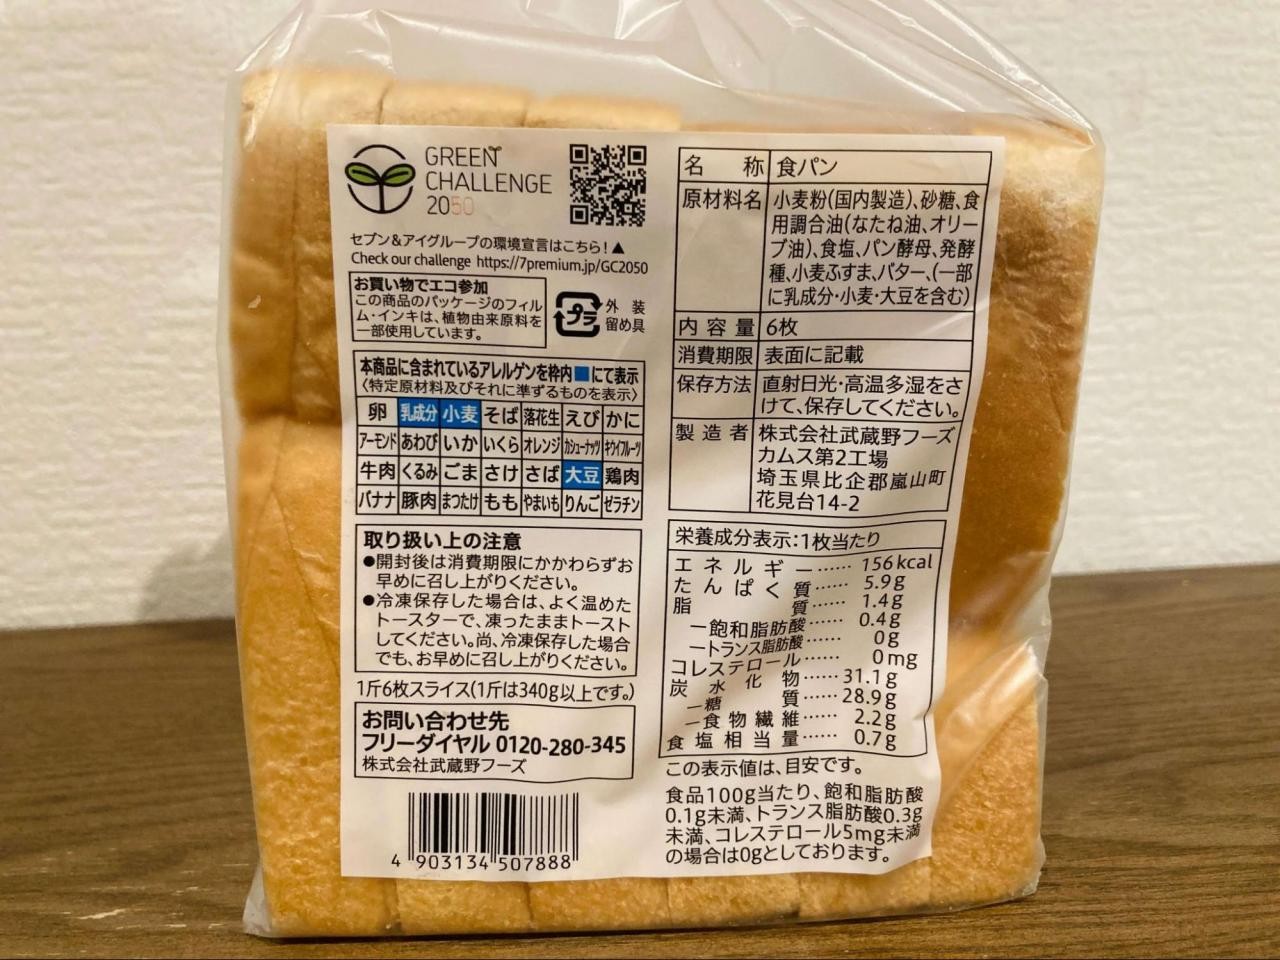 GREEN
CHALLENGE
2050
セブン&アイグループの環境宣言はこちら!▲
Check our challenge https://7premium.jp/GC2050
お買い物でエコ参加
この商品のパッケージのフィル
ム・インキは、植物由来原料を
一部使用しています。
プラ
外装
留め具
本商品に含まれているアレルゲンを枠内■にて表示
〈特定原材料及びそれに準ずるものを表示〉
卵 乳成分 小麦 そば 落花生 えび かに
アーモンド あわび いか いくら オレンジ カシューナッツ キウイフルーツ
牛肉 くるみ ごま さけ さば 大豆 鶏肉
バナナ 豚肉 まつたけ もも やまいも りんご ゼラチン
取り扱い上の注意
●開封後は消費期限にかかわらずお
早めに召し上がりください。
●冷凍保存した場合は、よく温めた
トースターで、凍ったままトースト
してください。尚、冷凍保存した場合
でも、お早めに召し上がりください。
1斤6枚スライス(1斤は340g以上です。)
お問い合わせ先
フリーダイヤル 0120-280-345
株式会社武蔵野フーズ
4 903134 507888
名称 食パン
原材料名 小麦粉(国内製造)、砂糖、食
用調合油(なたね油、オリー
ブ油)、食塩、パン酵母、発酵
種、小麦ふすま、バター、(一部
に乳成分・小麦・大豆を含む)
内容量 6枚
消費期限 表面に記載
保存方法 直射日光・高温多湿をさ
けて、保存してください。
製造者 株式会社武蔵野フーズ
カムス第2工場
埼玉県比企郡嵐山町
花見台14-2
栄養成分表示:1枚当たり
エネルギー……156kcal
たんぱく質……5.9g
脂質……1.4g
―飽和脂肪酸……0.4g
―トランス脂肪酸……0g
コレステロール……0mg
炭水化物……31.1g
―糖質……28.9g
―食物繊維……2.2g
食塩相当量……0.7g
この表示値は、目安です。
食品100g当たり、飽和脂肪酸
0.1g未満、トランス脂肪酸0.3g
未満、コレステロール5mg未満
の場合は0gとしております。